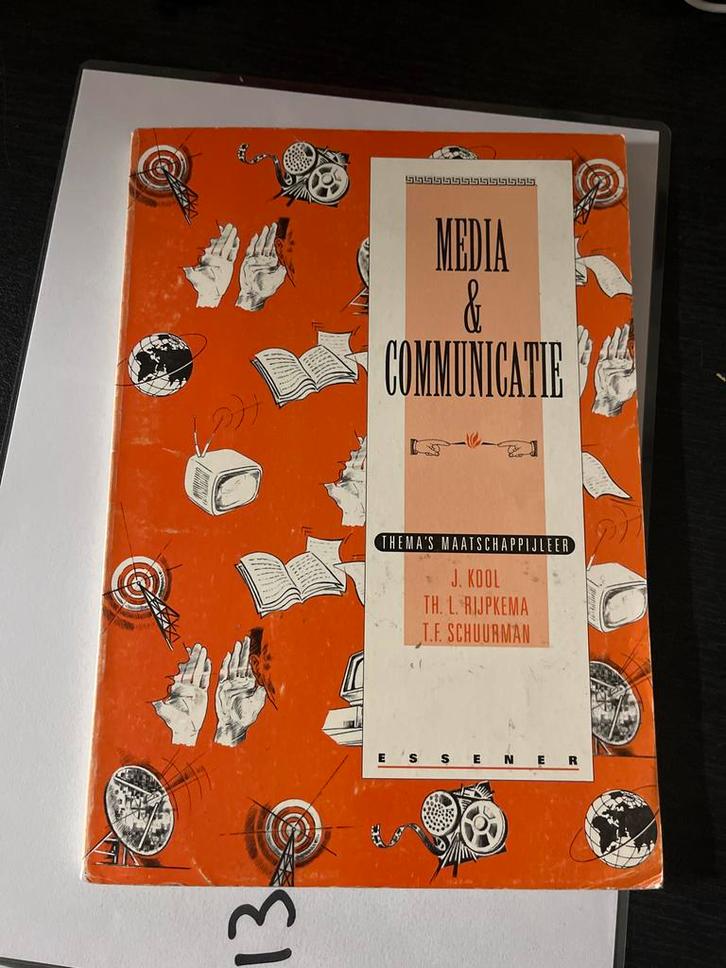 MEDIA
&
COMMUNICATIE
THEMA'S MAATSCHAPPIJLEER
J. KOOL
TH. L. RIJPKEMA
T.F. SCHUURMAN
ESSENER
13